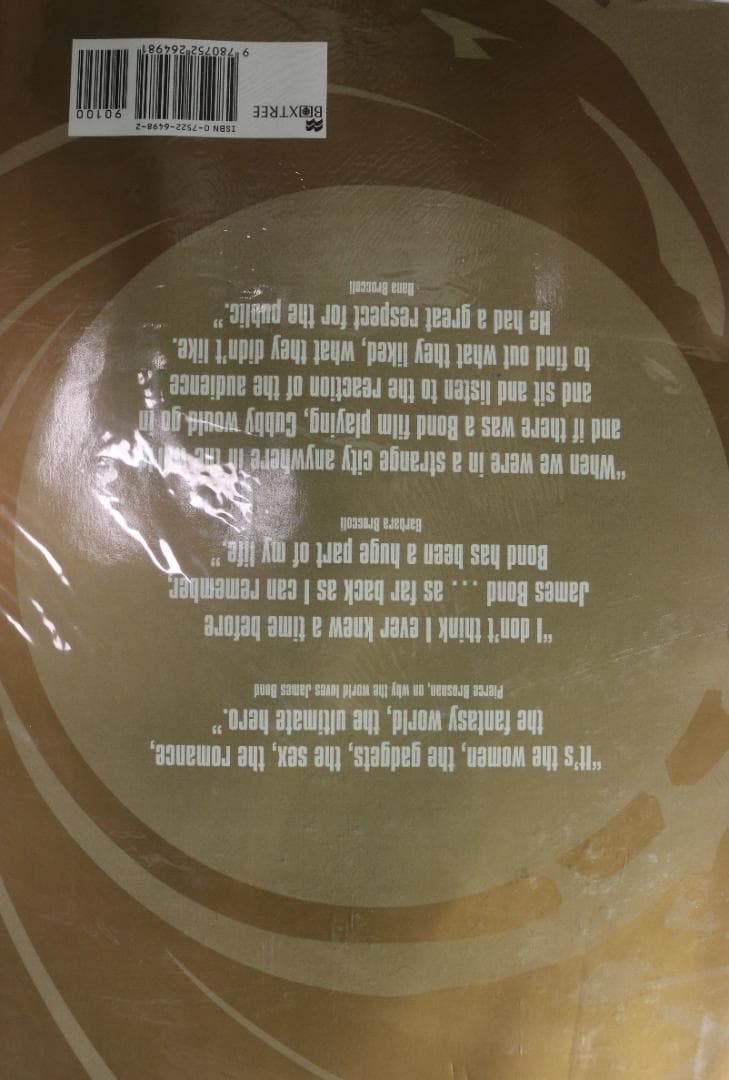 “It’s the women, the gadgets, the sex, the romance,
the fantasy world, the ultimate hero.”
Pierce Brosnan, on why the world loves James Bond
“I don’t think I ever knew a time before
James Bond ... as far back as I can remember,
Bond has been a huge part of my life.”
Barbara Broccoli
“When we were in a strange city anywhere in the
and if there was a Bond film playing, Cubby would go in
and sit and listen to the reaction of the audience
to find out what they liked, what they didn’t like.
He had a great respect for the public.”
Dana Broccoli
BOXTREE
ISBN 0-7522-6498-2
90100
9 780752 264981